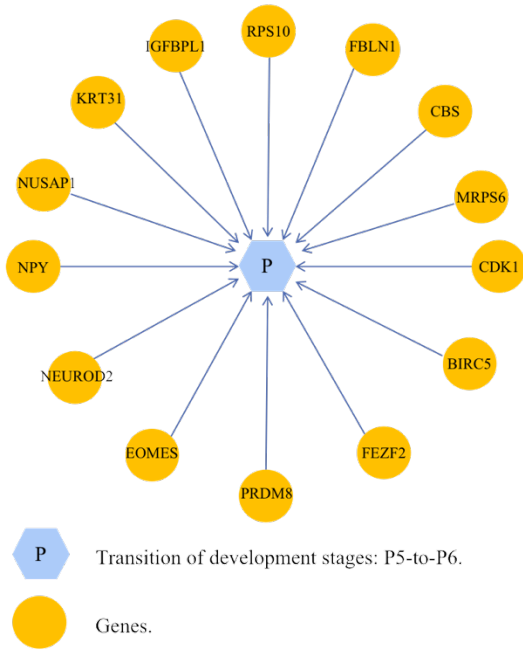 RPS10
IGFBPL1
FBLN1
KRT31
CBS
NUSAP1
MRPS6
NPY
P
CDK1
BIRC5
NEUROD2
EOMES
FEZF2
PRDM8
P
Transition of development stages: P5-to-P6.
Genes.